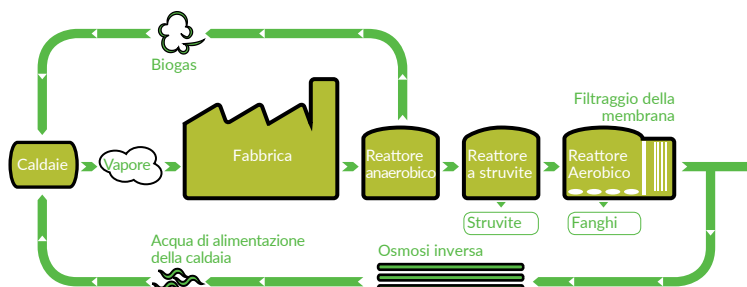 Biogas
Filtraggio della
membrana
Caldaie
Vapore
Fabbrica
Reattore
anaerobico
Reattore
a struvite
Reattore
Aerobico
Struvite
Fanghi
Acqua di alimentazione
della caldaia
Osmosi inversa